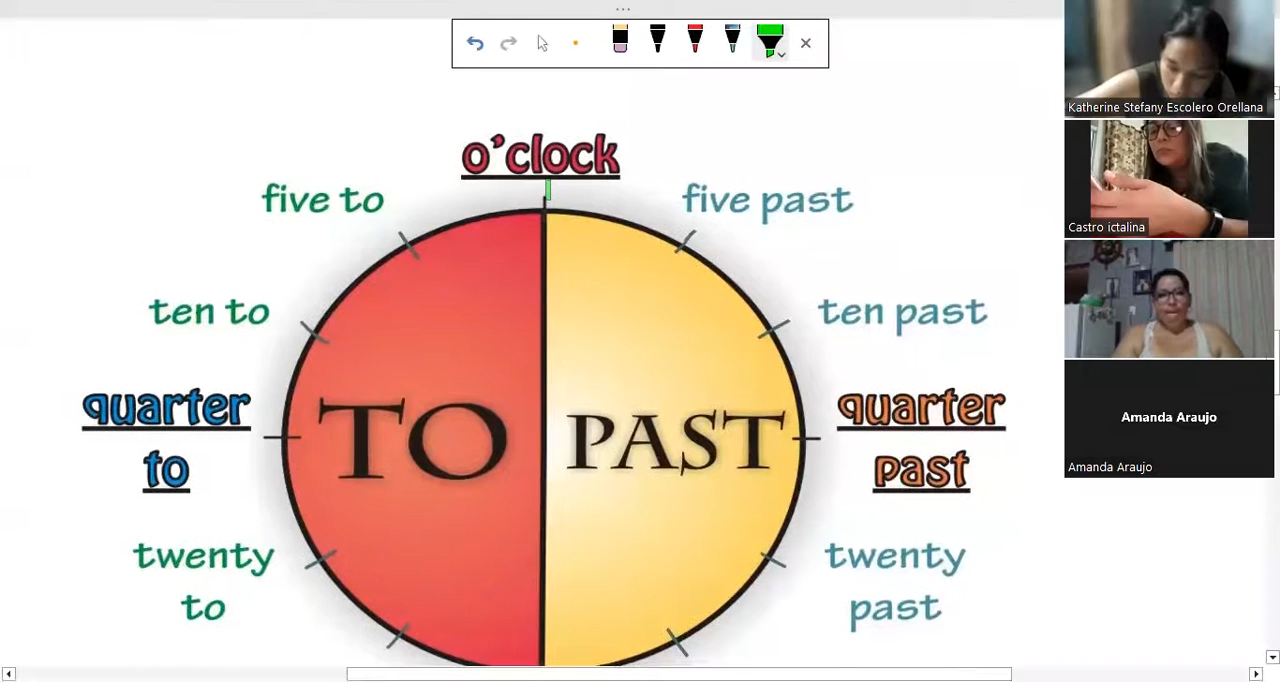 o'clock
five to
five past
ten to
ten past
quarter
to
quarter
past
TO
PAST
twenty
to
twenty
past
Katherine Stefany Escolero Orellana
Castro ictalina
Amanda Araujo
Amanda Araujo